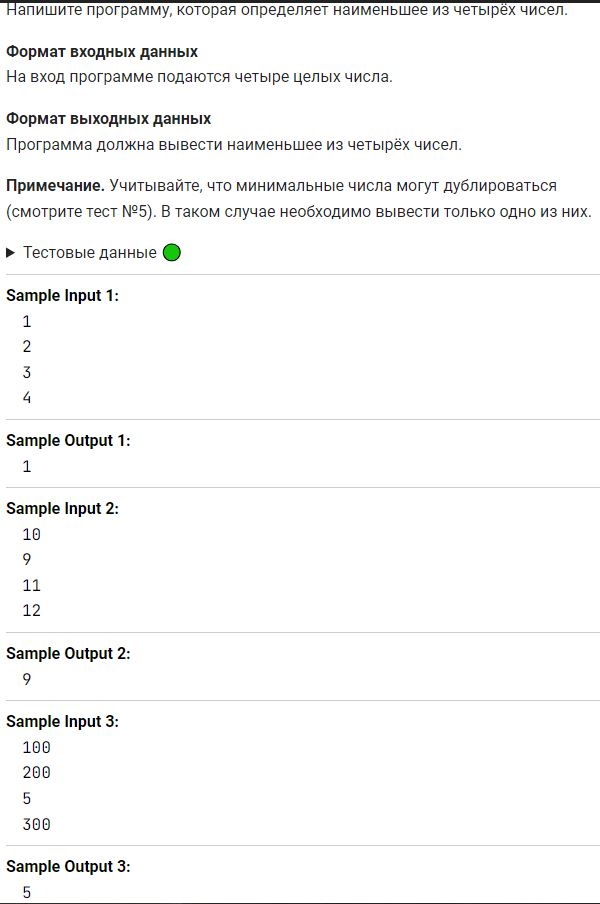 Напишите программу, которая определяет наименьшее из четырёх чисел.
Формат входных данных
На вход программе подаются четыре целых числа.
Формат выходных данных
Программа должна вывести наименьшее из четырёх чисел.
Примечание. Учитывайте, что минимальные числа могут дублироваться
(смотрите тест №5). В таком случае необходимо вывести только одно из них.
Тестовые данные
Sample Input 1:
1
2
3
4
Sample Output 1:
1
Sample Input 2:
10
9
11
12
Sample Output 2:
9
Sample Input 3:
100
200
5
300
Sample Output 3:
5